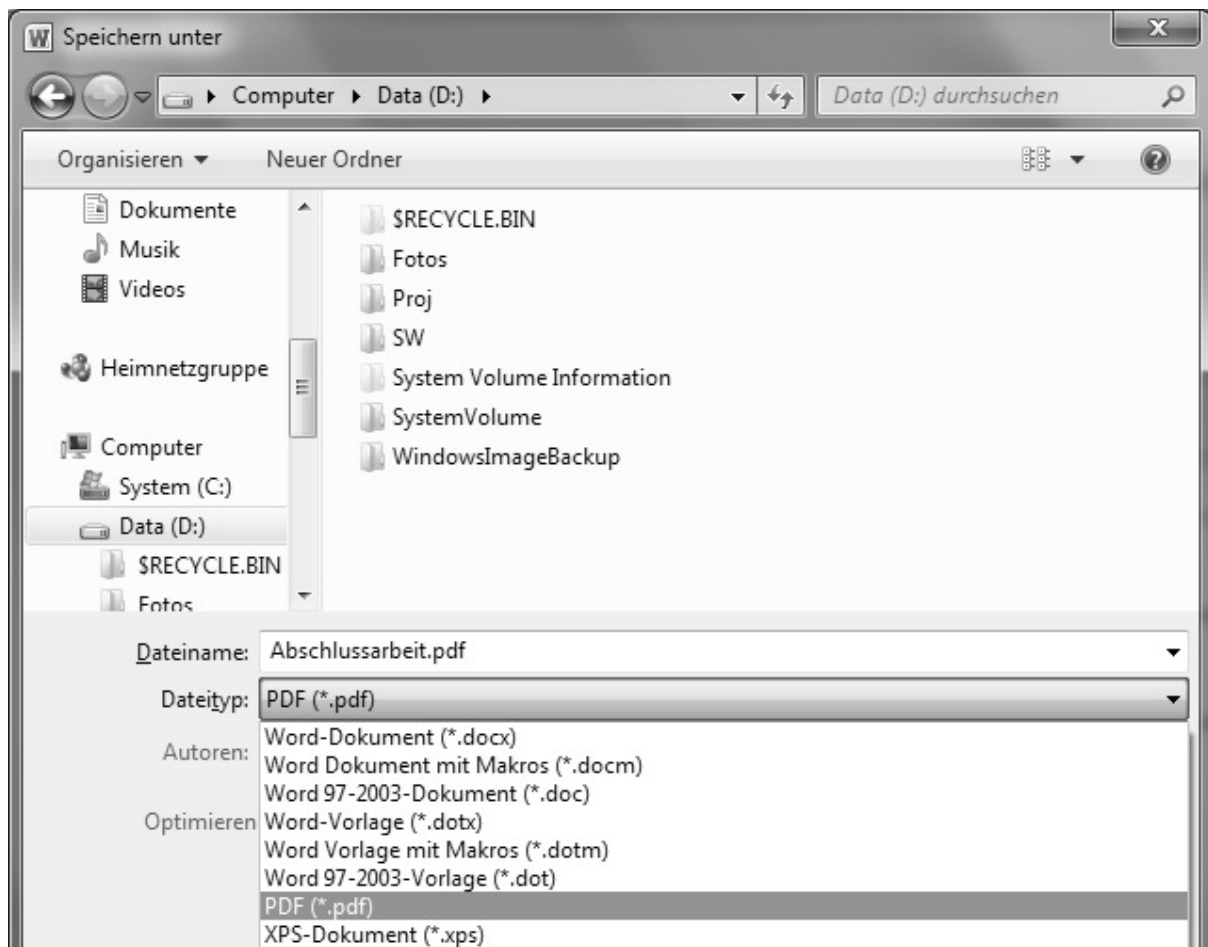 Speichern unter
Computer Data (D:) Data (D:) durchsuchen
Organisieren Neuer Ordner
Dokumente
Musik
Videos
Heimnetzgruppe
Computer
System (C:)
Data (D:)
$RECYCLE.BIN
Fotos
$RECYCLE.BIN
Fotos
Proj
SW
System Volume Information
SystemVolume
WindowsImageBackup
Dateiname: Abschlussarbeit.pdf
Dateityp: PDF (*.pdf)
Autoren:
Optimieren
Word-Dokument (*.docx)
Word Dokument mit Makros (*.docm)
Word 97-2003-Dokument (*.doc)
Word-Vorlage (*.dotx)
Word Vorlage mit Makros (*.dotm)
Word 97-2003-Vorlage (*.dot)
PDF (*.pdf)
XPS-Dokument (*.xps)